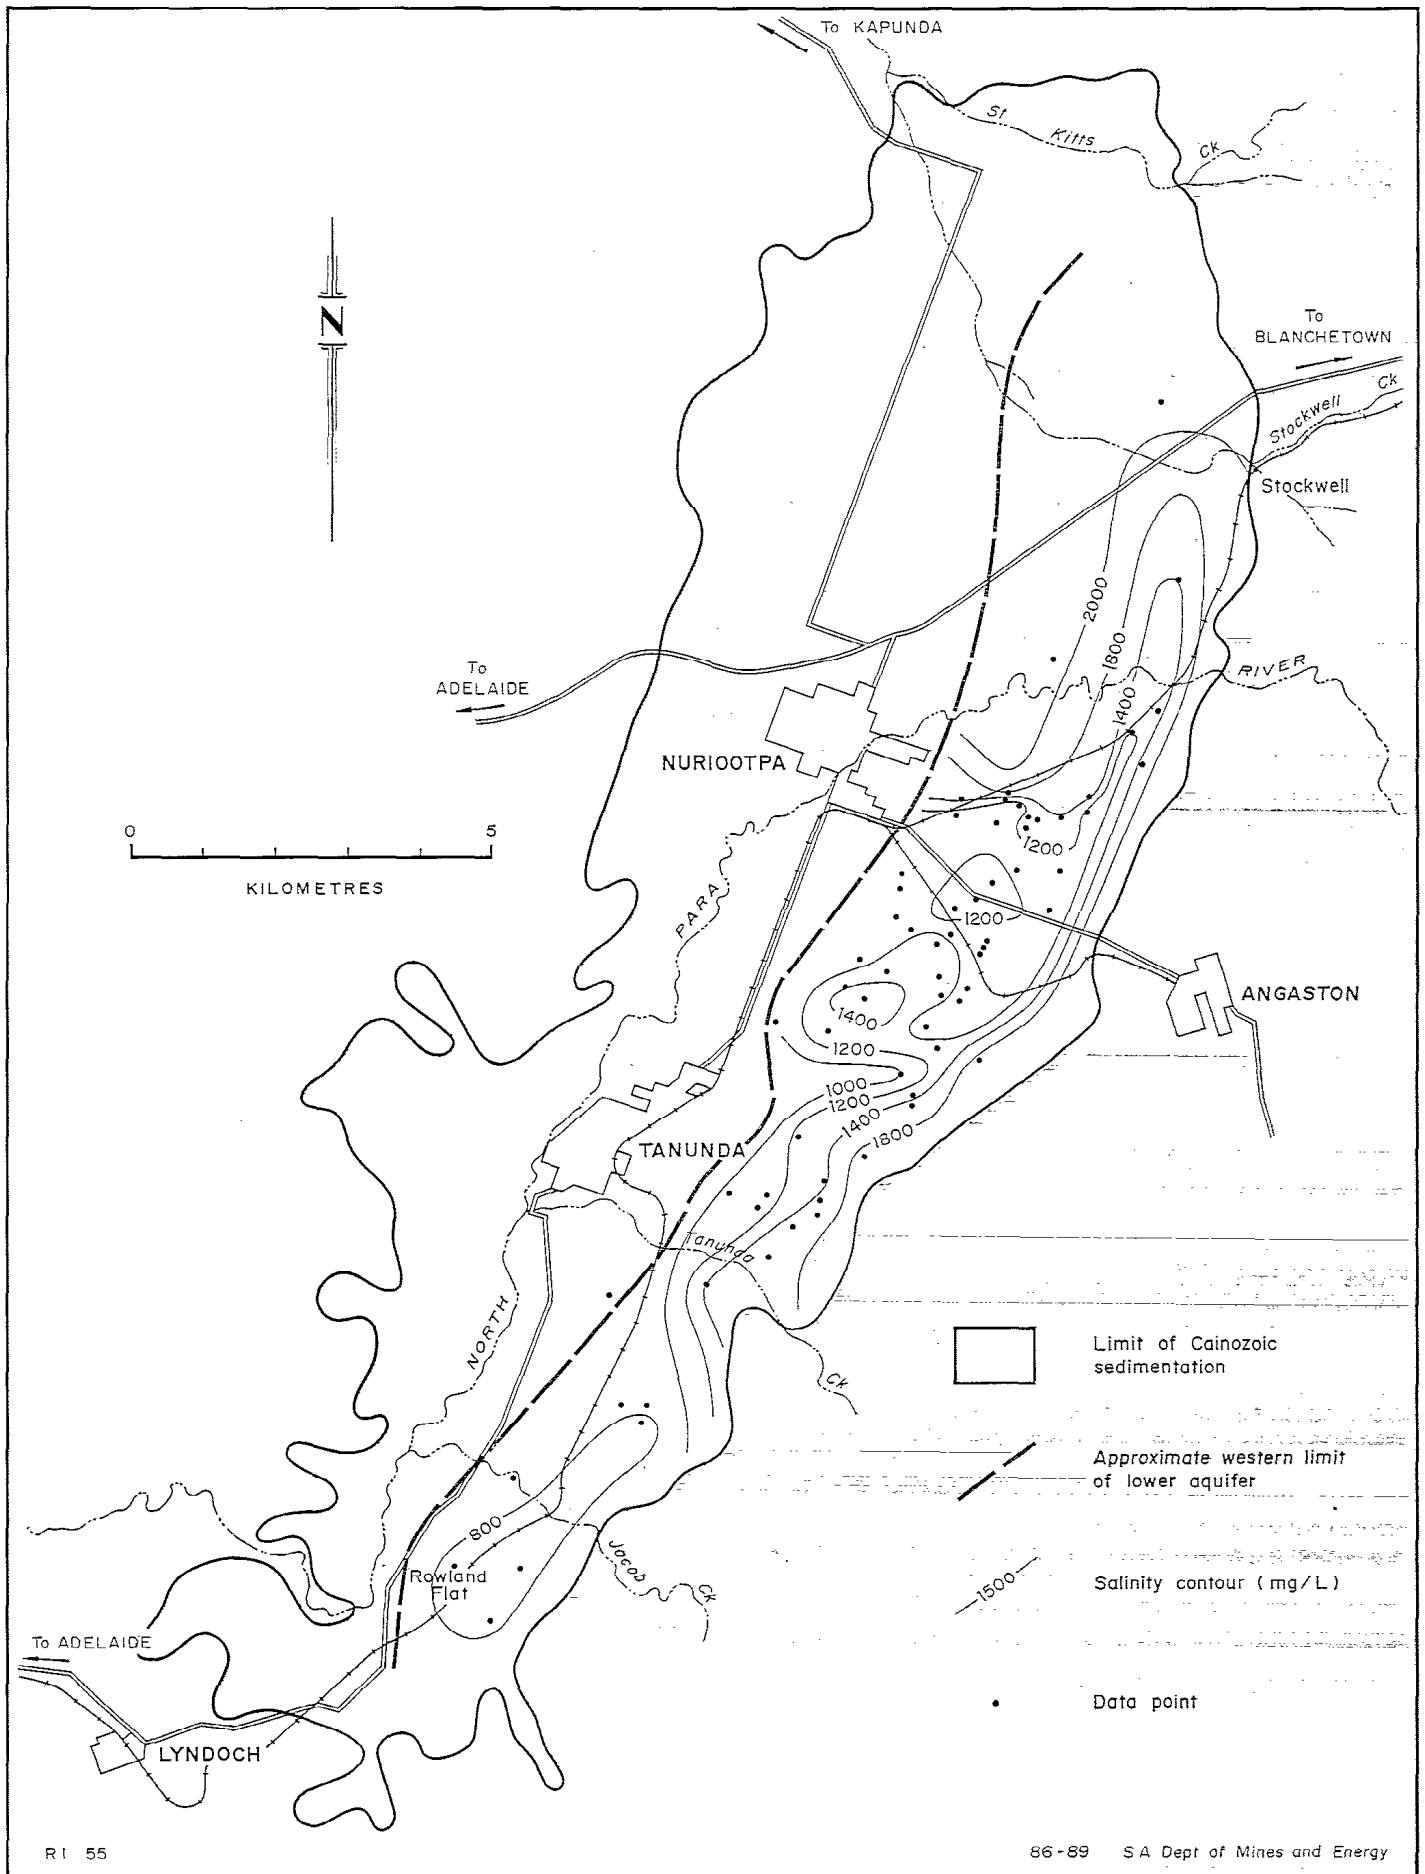 To KAPUNDA
St Kitts Ck
N
To
BLANCHETOWN
Stockwell Ck
Stockwell
2000
1800
1400
To
ADELAIDE
RIVER
NURIOOTPA
0 5
KILOMETRES
1200
PARA
1200
ANGASTON
1400
1200
1000
1200
1400
1800
TANUNDA
Tanunda
Ck
NORTH
Limit of Cainozoic
sedimentation
Approximate western limit
of lower aquifer
800
Rowland
Flat
Jacob
Ck
1500
Salinity contour (mg/L)
To ADELAIDE
Data point
LYNDOCH
RI 55
86-89 SA Dept of Mines and Energy